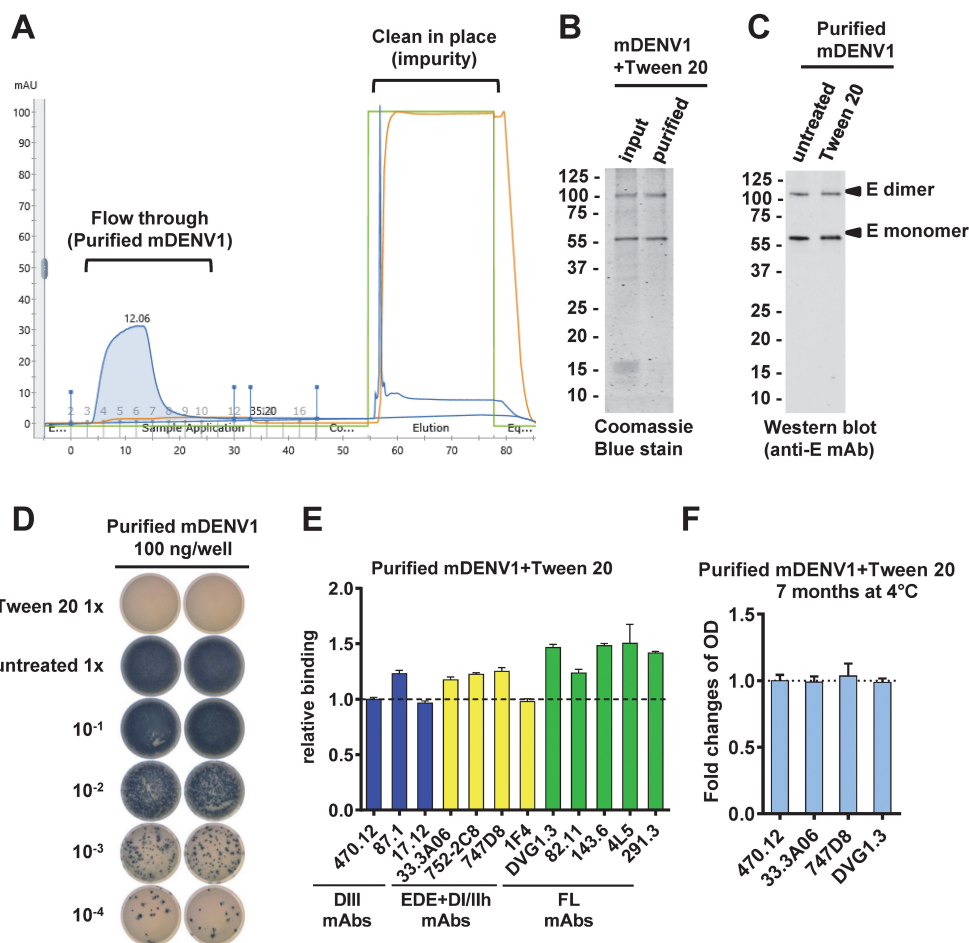 A
Clean in place
(impurity)
mAU
100
90
80
70
60
50
40
30
20
10
0
Flow through
(Purified mDENV1)
12.06
2 3 4 5 6 7 8 9 10 12 16
E... Sample Application Co... Elution Eq...
0 10 20 30 40 50 60 70 80
B
mDENV1
+Tween 20
input
purified
125 -
100 -
75 -
55 -
37 -
25 -
20 -
15 -
10 -
Coomassie
Blue stain
C
Purified
mDENV1
untreated
Tween 20
125 -
100 -
75 -
55 -
37 -
25 -
20 -
15 -
10 -
E dimer
E monomer
Western blot
(anti-E mAb)
D
Purified mDENV1
100 ng/well
Tween 20 1x
untreated 1x
10-1
10-2
10-3
10-4
E
Purified mDENV1+Tween 20
relative binding
2.0
1.5
1.0
0.5
0.0
470.12
87.1
17.12
33.3A06
752-2C8
747D8
1F4
DVG1.3
82.11
143.6
4L5
291.3
DIII
mAbs
EDE+DI/IIh
mAbs
FL
mAbs
F
Purified mDENV1+Tween 20
7 months at 4°C
Fold changes of OD
1.5
1.0
0.5
0.0
470.12
33.3A06
747D8
DVG1.3